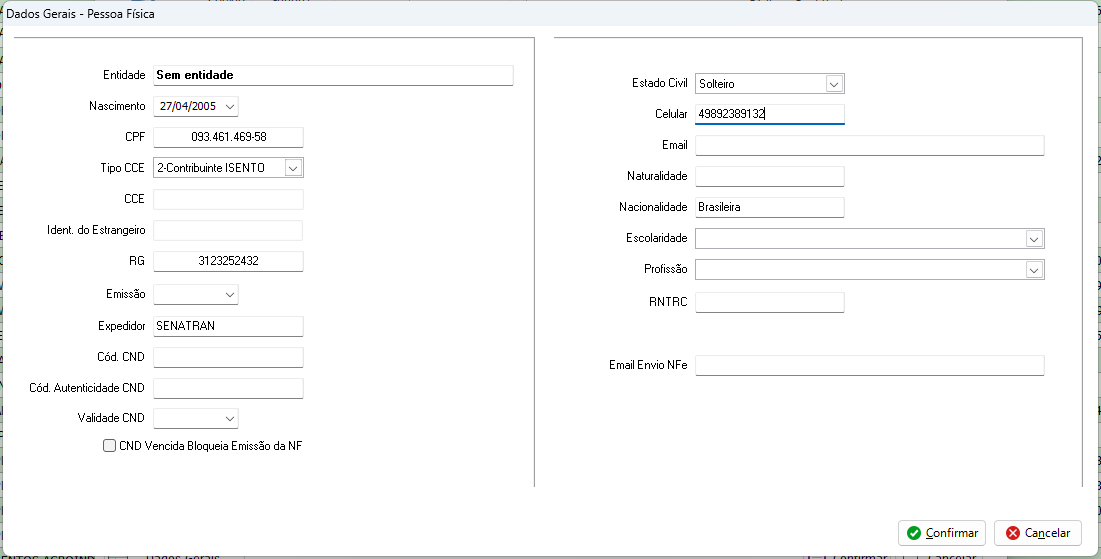 Dados Gerais - Pessoa Física
Entidade Sem entidade
Nascimento 27/04/2005
CPF 093.461.469-58
Tipo CCE 2-Contribuinte ISENTO
CCE
Ident. do Estrangeiro
RG 3123252432
Emissão
Expedidor SENATRAN
Cód. CND
Cód. Autenticidade CND
Validade CND
CND Vencida Bloqueia Emissão da NF
Estado Civil Solteiro
Celular 49892389132
Email
Naturalidade
Nacionalidade Brasileira
Escolaridade
Profissão
RNTRC
Email Envio NFe
Confirmar Cancelar